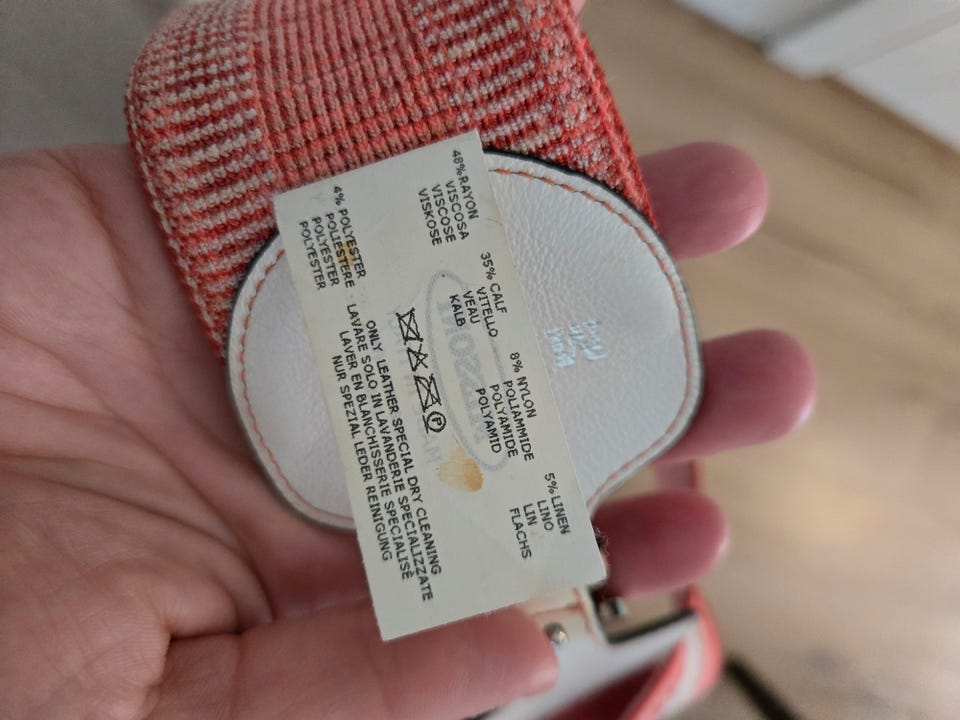 48% RAYON
VISCOSA
VISCOSE
VISKOSE
35% CALF
VITELLO
VEAU
KALB
8% NYLON
POLIAMMIDE
POLYAMIDE
POLYAMID
5% LINEN
LINO
LIN
FLACHS
4% POLYESTER
POLIESTERE
POLYESTER
POLYESTER
P
ONLY LEATHER SPECIAL DRY CLEANING
LAVARE SOLO IN LAVANDERIE SPECIALIZZATE
LAVER EN BLANCHISSERIE SPECIALISÈ
NUR SPEZIAL LEDER REINIGUNG